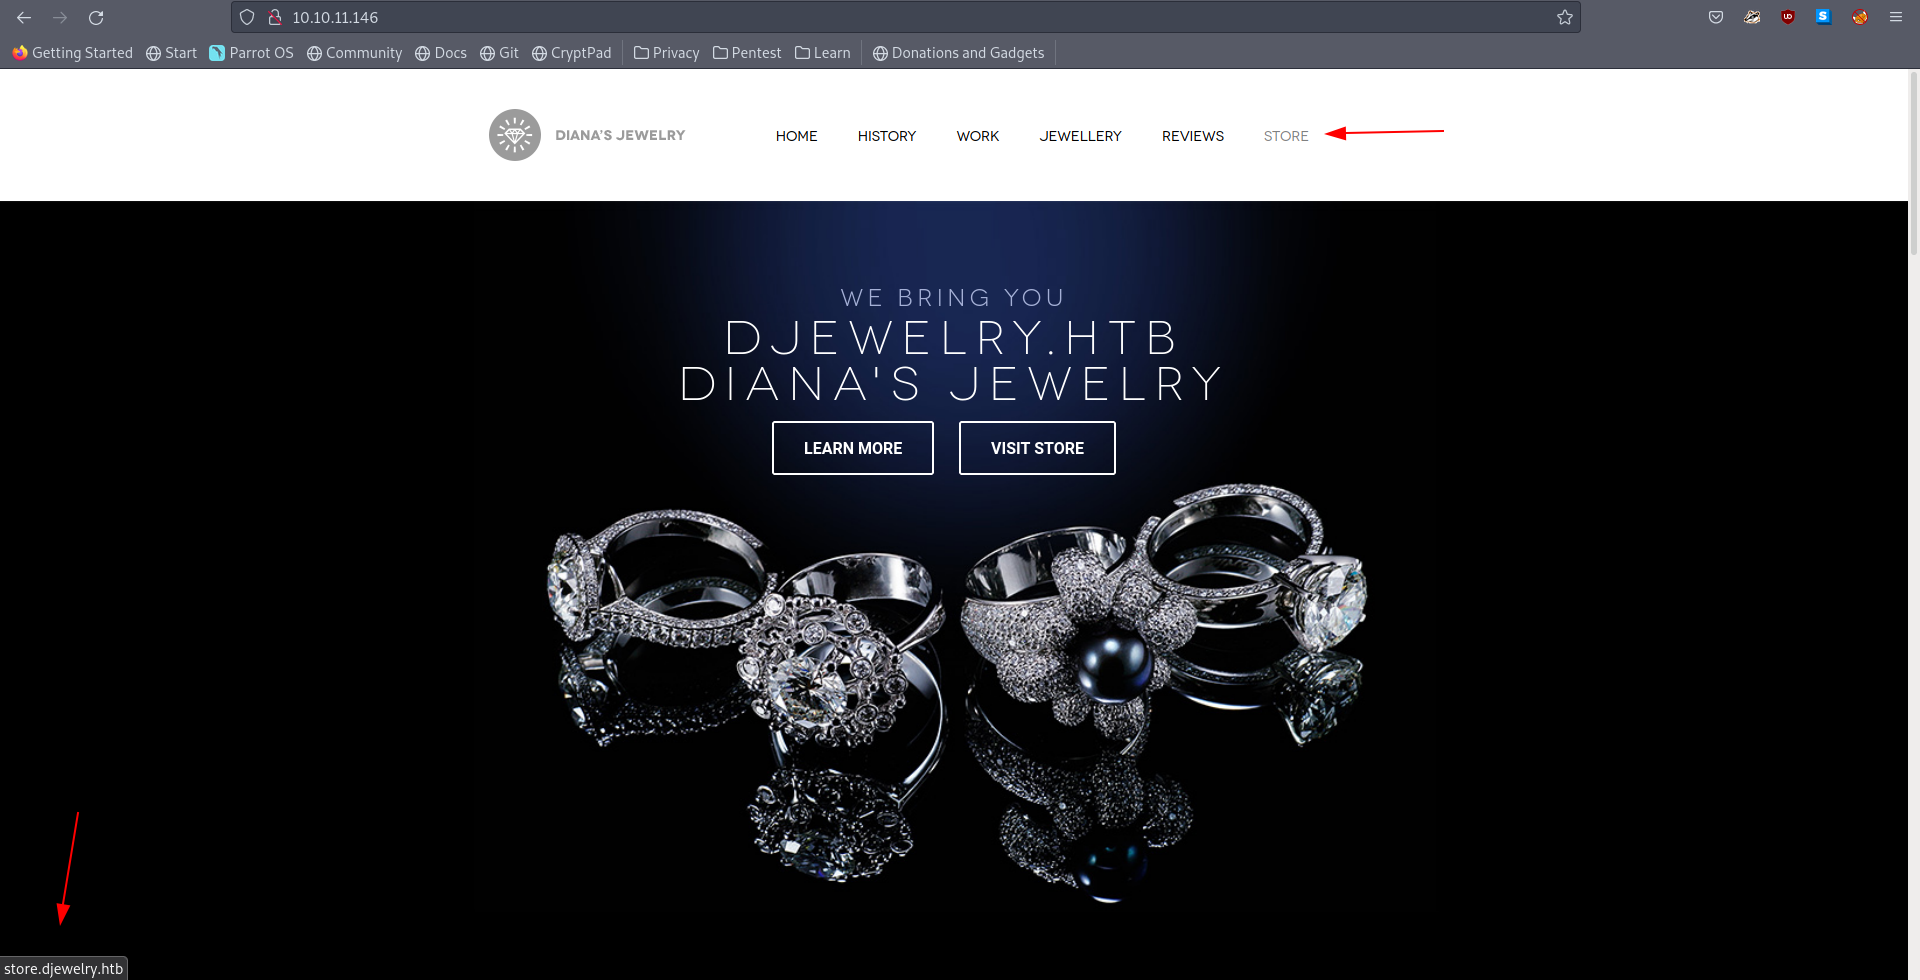 10.10.11.146
Getting Started Start Parrot OS Community Docs Git CryptPad Privacy Pentest Learn Donations and Gadgets
DIANA'S JEWELRY HOME HISTORY WORK JEWELLERY REVIEWS STORE
WE BRING YOU
DJEWELRY.HTB
DIANA'S JEWELRY
LEARN MORE VISIT STORE
store.djewelry.htb